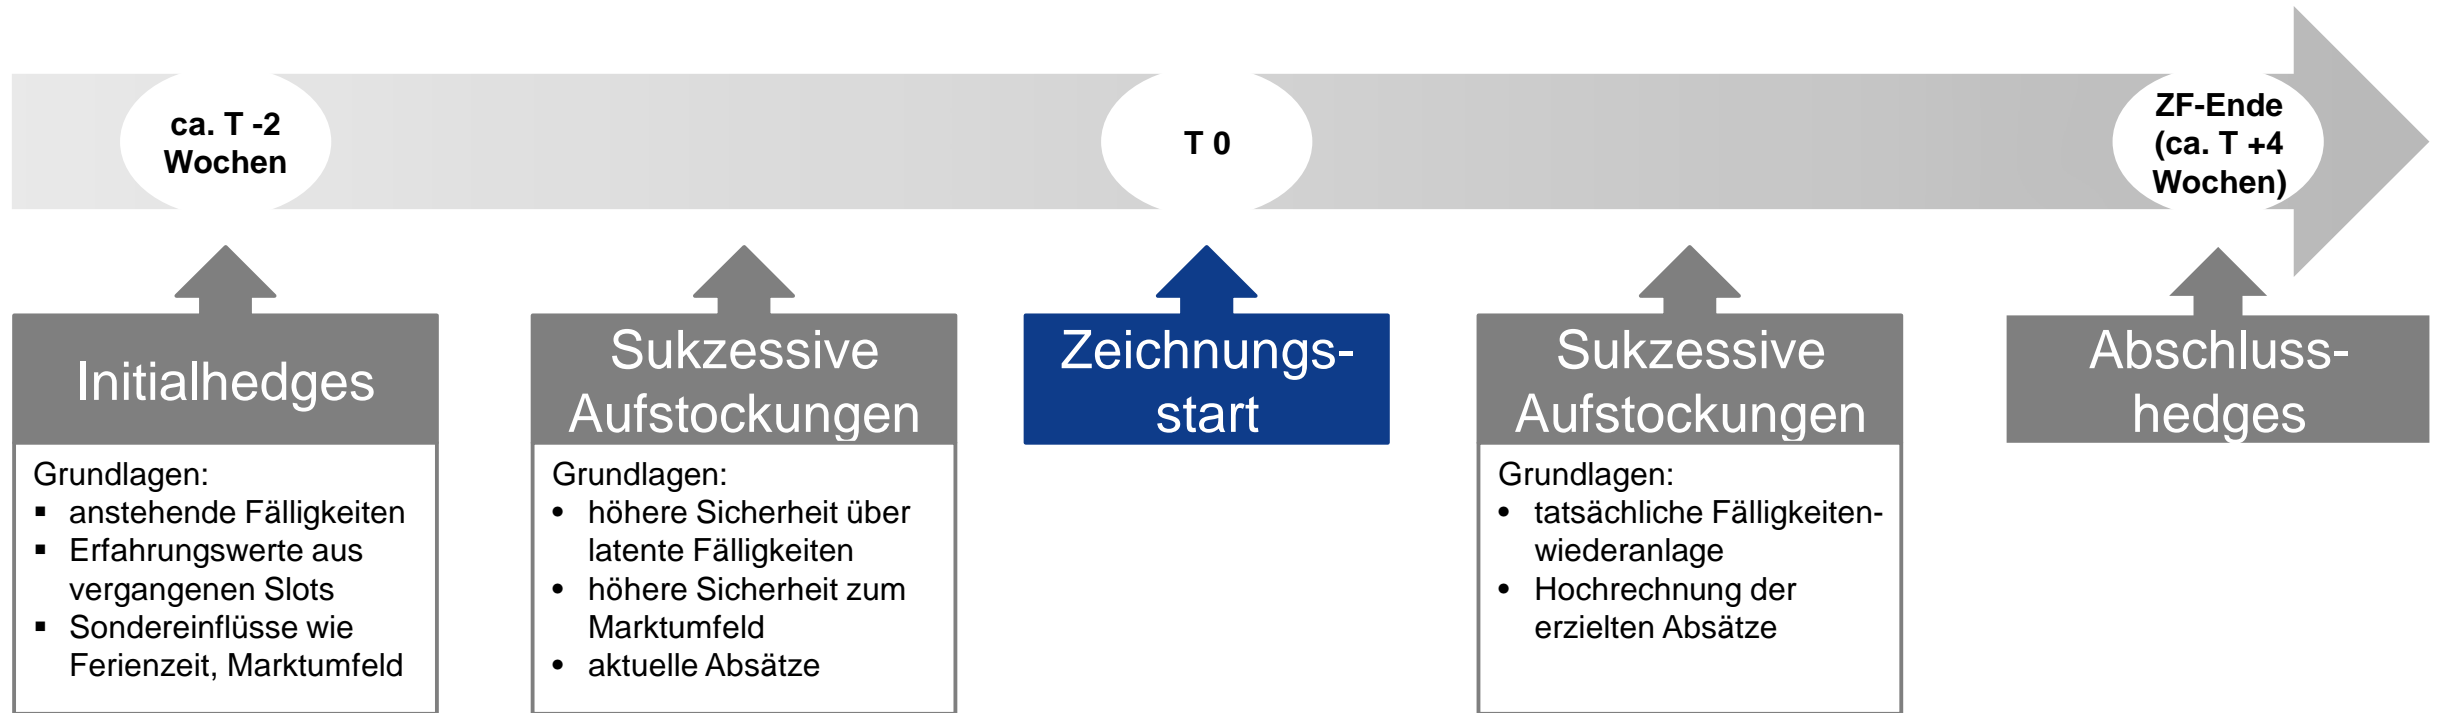 ca. T -2
Wochen
T 0
ZF-Ende
(ca. T +4
Wochen)
Initialhedges
Grundlagen:
▪ anstehende Fälligkeiten
▪ Erfahrungswerte aus
vergangenen Slots
▪ Sondereinflüsse wie
Ferienzeit, Marktumfeld
Sukzessive
Aufstockungen
Grundlagen:
• höhere Sicherheit über
latente Fälligkeiten
• höhere Sicherheit zum
Marktumfeld
• aktuelle Absätze
Zeichnungs-
start
Sukzessive
Aufstockungen
Grundlagen:
• tatsächliche Fälligkeiten-
wiederanlage
• Hochrechnung der
erzielten Absätze
Abschluss-
hedges